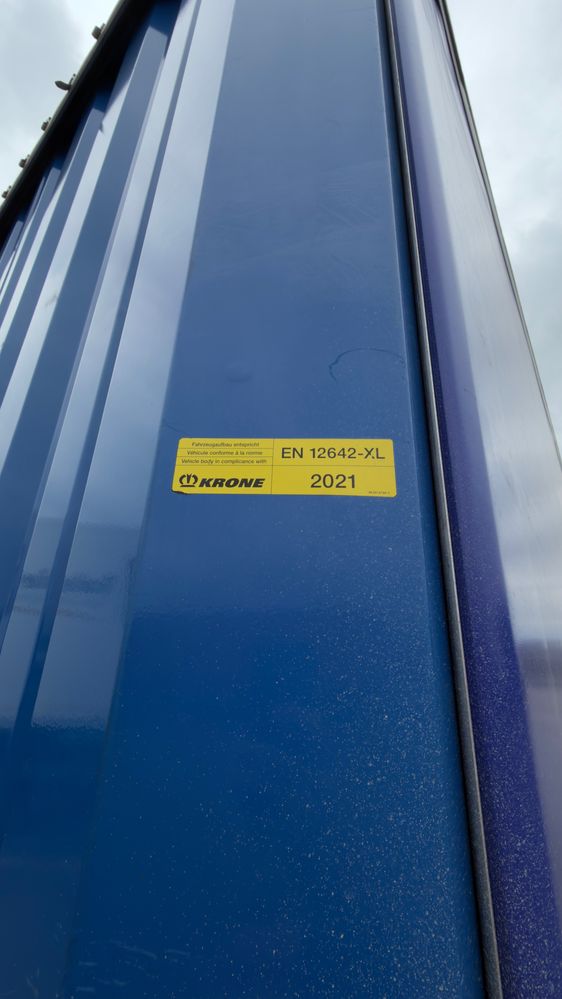 Fahrzeugaufbau entspricht
Véhicule conforme à la norme
Vehicle body in compliance with
EN 12642-XL
KRONE
2021